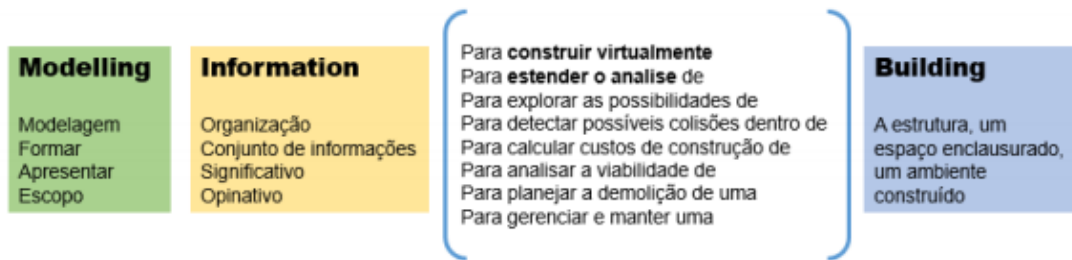 Modelling
Modelagem
Formar
Apresentar
Escopo
Information
Organização
Conjunto de informações
Significativo
Opinativo
Para construir virtualmente
Para estender o analise de
Para explorar as possibilidades de
Para detectar possíveis colisões dentro de
Para calcular custos de construção de
Para analisar a viabilidade de
Para planejar a demolição de uma
Para gerenciar e manter uma
Building
A estrutura, um
espaço enclausurado,
um ambiente
construído